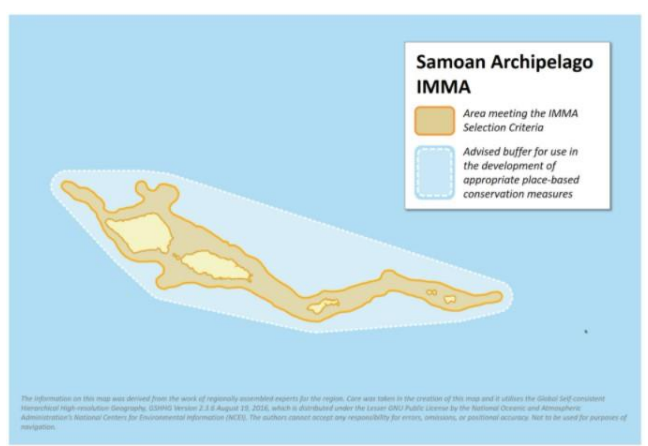 Samoan Archipelago
IMMA
Area meeting the IMMA
Selection Criteria
Advised buffer for use in
the development of
appropriate place-based
conservation measures
The information on this map was derived from the work of regionally assembled experts for the region. Care was taken in the creation of this map and it utilises the Global Self-consistent
Hierarchical High-resolution Geography, GSHHG Version 2.3.6 August 19, 2016, which is distributed under the Lesser GNU Public License by the National Oceanic and Atmospheric
Administration's National Centers for Environmental Information (NCEI). The authors cannot accept any responsibility for errors, omissions, or positional accuracy. Not to be used for purposes of
navigation.